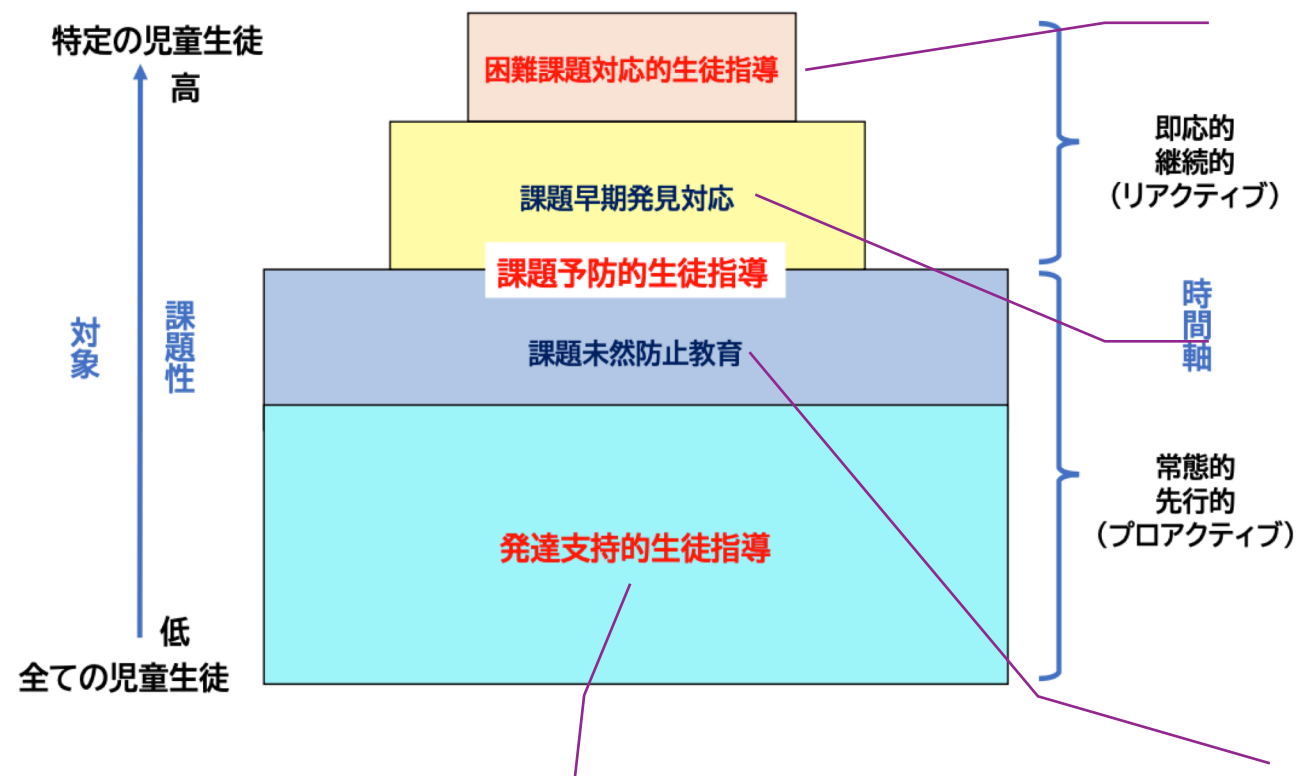 特定の児童生徒
高
困難課題対応的生徒指導
即応的
継続的
(リアクティブ)
課題早期発見対応
課題予防的生徒指導
対象
課題性
時間軸
課題未然防止教育
常態的
先行的
(プロアクティブ)
発達支持的生徒指導
低
全ての児童生徒